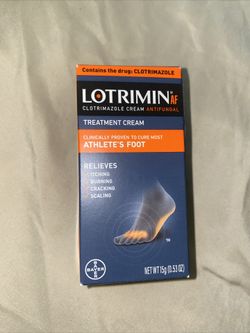 Contains the drug: CLOTRIMAZOLE
LOTRIMIN AF
CLOTRIMAZOLE CREAM ANTIFUNGAL
TREATMENT CREAM
CLINICALLY PROVEN TO CURE MOST
ATHLETE'S FOOT
RELIEVES
ITCHING
BURNING
CRACKING
SCALING
BAYER
NET WT 15g (0.53 OZ)